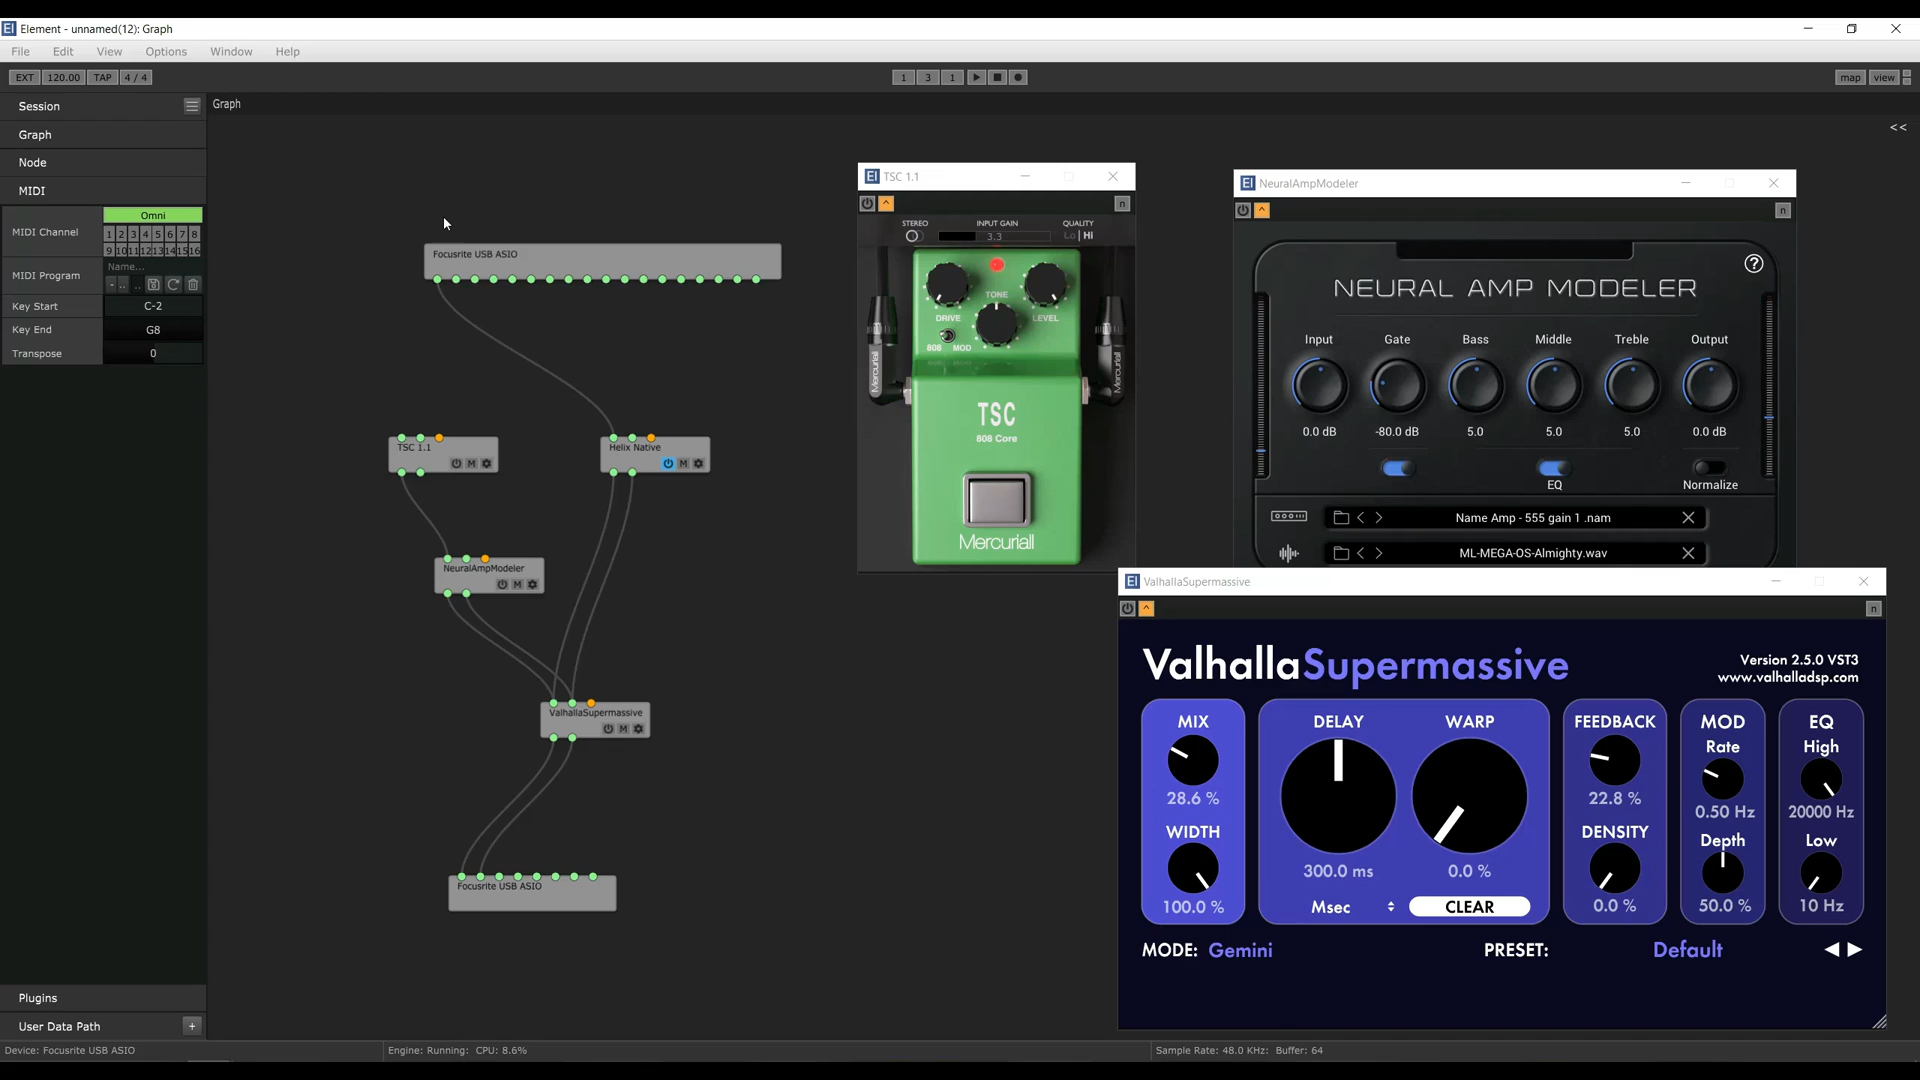 Element - unnamed(12): Graph
File Edit View Options Window Help
EXT 120.00 TAP 4 / 4 1 3 1 map view
Session
Graph
<<
Graph
Node
MIDI
MIDI Channel
Omni
1 2 3 4 5 6 7 8
9 10 11 12 13 14 15 16
MIDI Program
Name...
- .. ..
Key Start C-2
Key End G8
Transpose 0
Plugins
User Data Path +
Focusrite USB ASIO
TSC 1.1
M
Helix Native
M
NeuralAmpModeler
M
ValhallaSupermassive
M
Focusrite USB ASIO
TSC 1.1
n
STEREO INPUT GAIN QUALITY
3.3 Lo | Hi
TONE
DRIVE LEVEL
808 MOD
Mercuriall
Mercuriall
TSC
808 Core
Mercuriall
NeuralAmpModeler
n
NEURAL AMP MODELER
?
Input Gate Bass Middle Treble Output
0.0 dB -80.0 dB 5.0 5.0 5.0 0.0 dB
EQ Normalize
Name Amp - 555 gain 1 .nam
ML-MEGA-OS-Almighty.wav
ValhallaSupermassive
n
ValhallaSupermassive
Version 2.5.0 VST3
www.valhalladsp.com
MIX
28.6 %
WIDTH
100.0 %
DELAY WARP
300.0 ms 0.0 %
Msec CLEAR
FEEDBACK
22.8 %
DENSITY
0.0 %
MOD
Rate
0.50 Hz
Depth
50.0 %
EQ
High
20000 Hz
Low
10 Hz
MODE: Gemini PRESET: Default
Device: Focusrite USB ASIO Engine: Running: CPU: 8.6% Sample Rate: 48.0 KHz: Buffer: 64